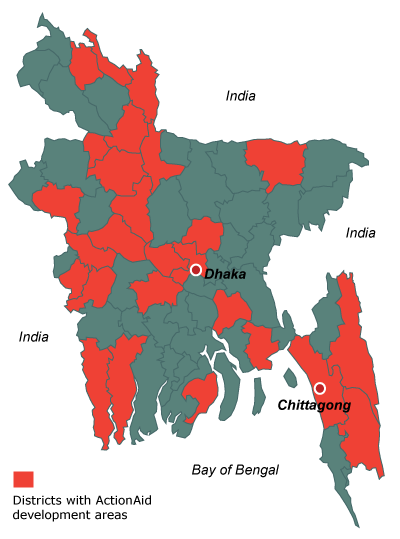 India
India
Dhaka
India
Chittagong
Bay of Bengal
Districts with ActionAid
development areas